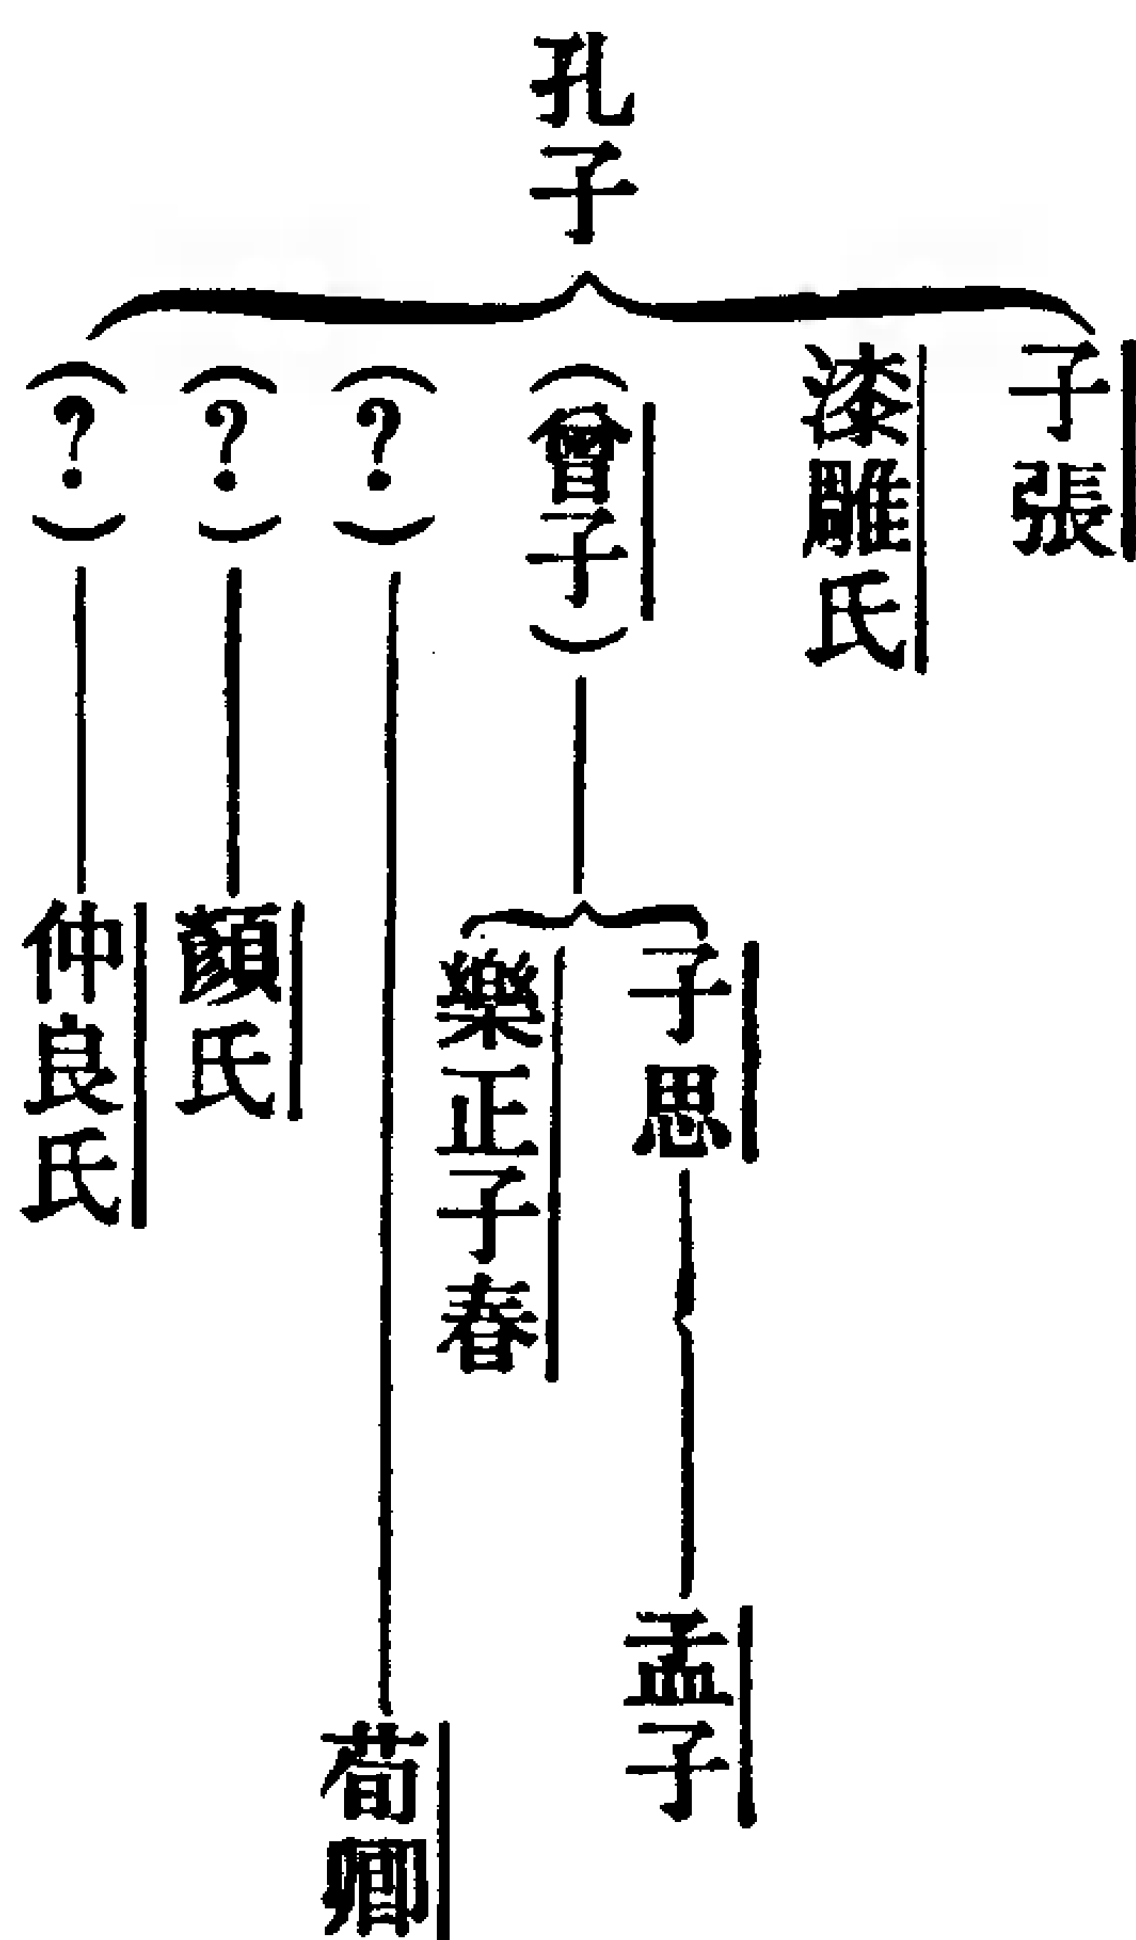 孔子
子張
漆雕氏
（曾子）
（？）
（？）
（？）
子思
樂正子春
顏氏
仲良氏
孟子
荀卿